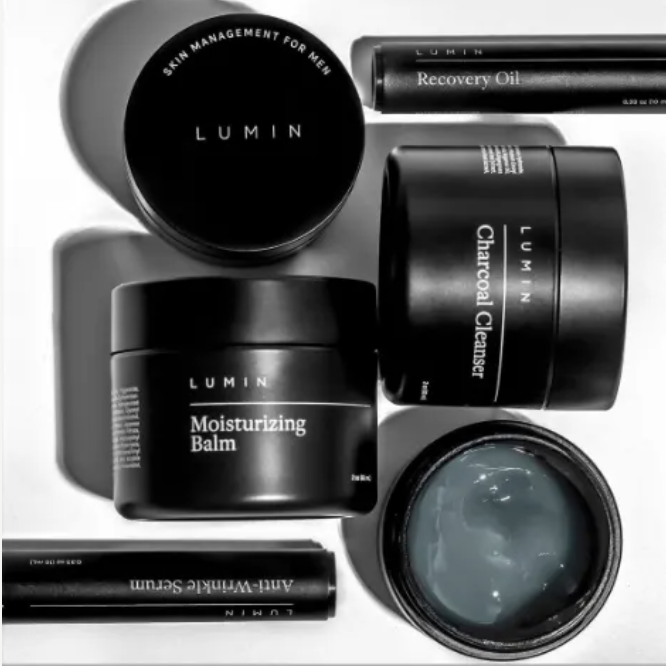 SKIN MANAGEMENT FOR MEN
LUMIN
LUMIN
Recovery Oil
LUMIN
Charcoal Cleanser
LUMIN
Moisturizing
Balm
Anti-Wrinkle Serum
LUMIN